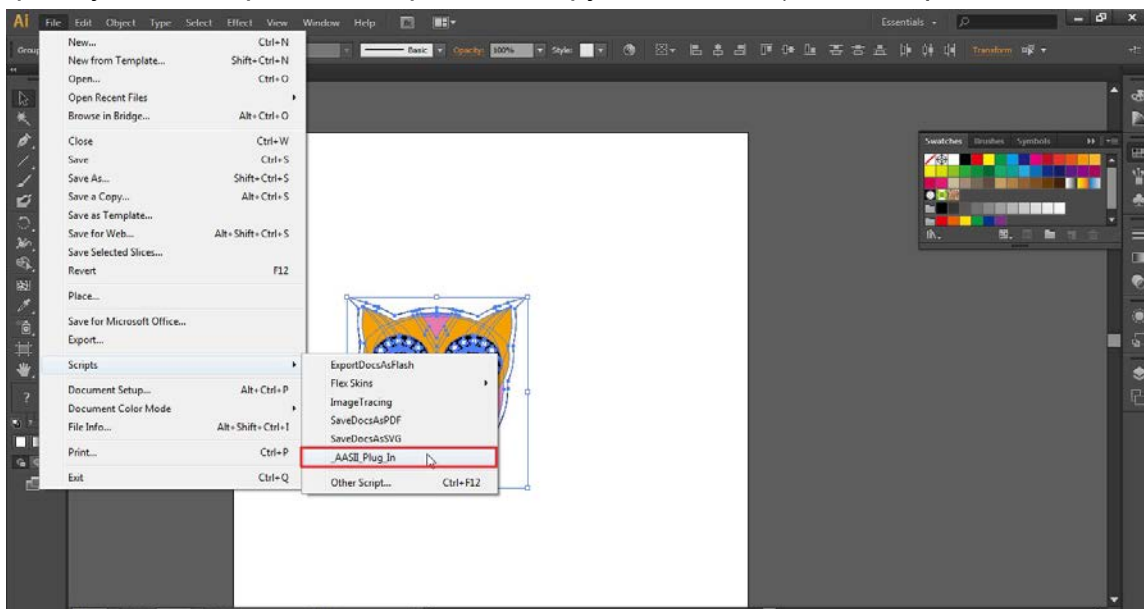 Ai File Edit Object Type Select Effect View Window Help Essentials
Group Basic Opacity: 100% Style: Transform
New... Ctrl+N
New from Template... Shift+Ctrl+N
Open... Ctrl+O
Open Recent Files
Browse in Bridge... Alt+Ctrl+O
Close Ctrl+W
Save Ctrl+S
Save As... Shift+Ctrl+S
Save a Copy... Alt+Ctrl+S
Save as Template...
Save for Web... Alt+Shift+Ctrl+S
Save Selected Slices...
Revert F12
Place...
Save for Microsoft Office...
Export...
Scripts
Document Setup... Alt+Ctrl+P
Document Color Mode
File Info... Alt+Shift+Ctrl+I
Print... Ctrl+P
Exit Ctrl+Q
ExportDocsAsFlash
Flex Skins
ImageTracing
SaveDocsAsPDF
SaveDocsAsSVG
_AASII_Plug_In
Other Script... Ctrl+F12
Swatches Brushes Symbols